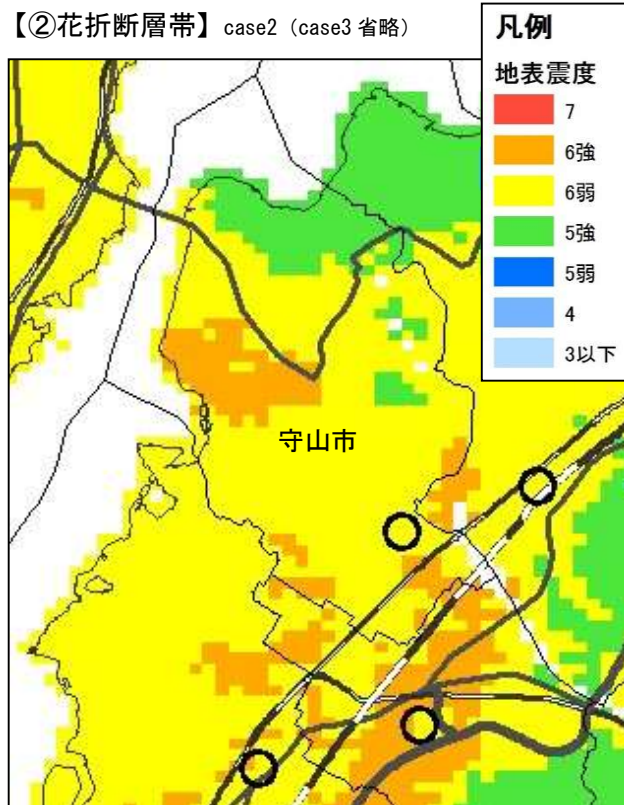 【②花折断層帯】 case2 (case3 省略)
凡例
地表震度
7
6強
6弱
5強
5弱
4
3以下
守山市